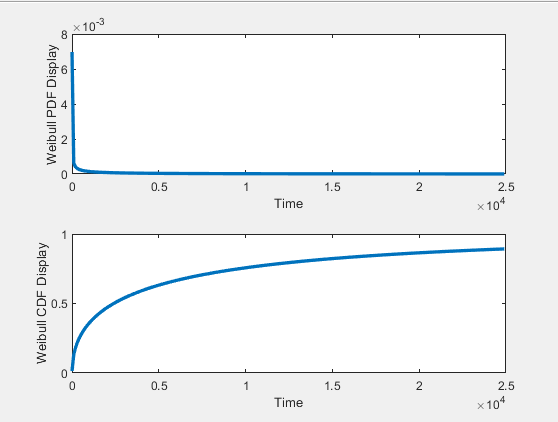 ×10-3
8
6
4
2
0
Weibull PDF Display
0 0.5 1 1.5 2 2.5
Time
×104
1
0.5
0
Weibull CDF Display
0 0.5 1 1.5 2 2.5
Time
×104